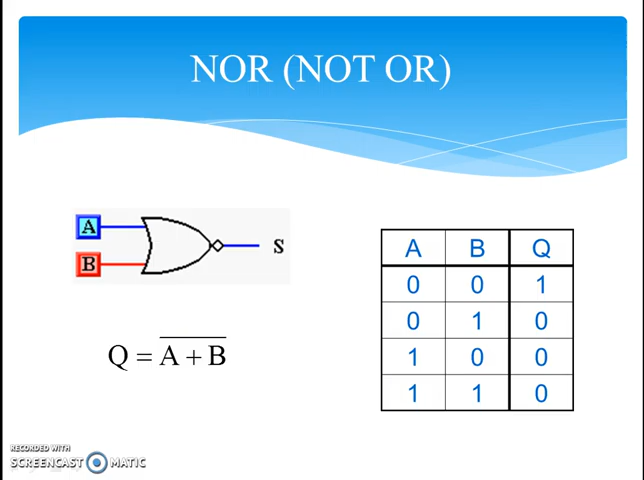 NOR (NOT OR)
A
B
S
Q = A + B
A B Q
0 0 1
0 1 0
1 0 0
1 1 0
RECORDED WITH
SCREENCAST MATIC